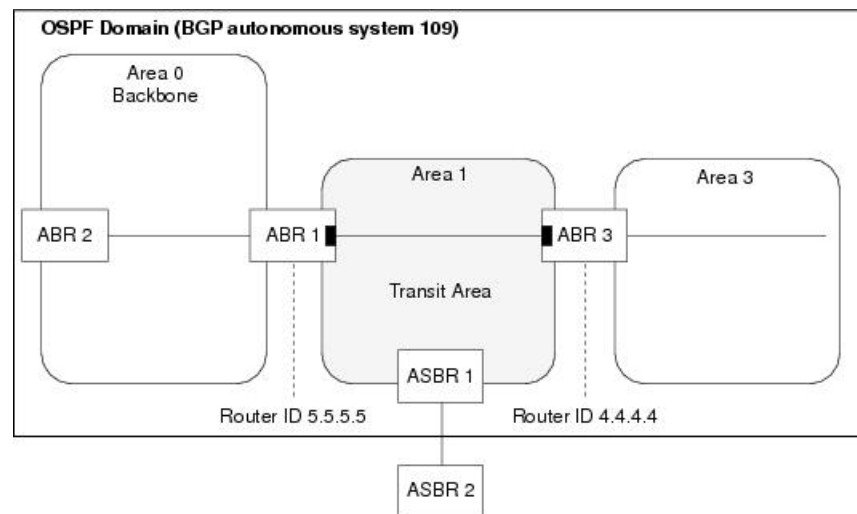 OSPF Domain (BGP autonomous system 109)
Area 0
Backbone
Area 1
Area 3
ABR 2
ABR 1
ABR 3
Transit Area
ASBR 1
Router ID 5.5.5.5
Router ID 4.4.4.4
ASBR 2